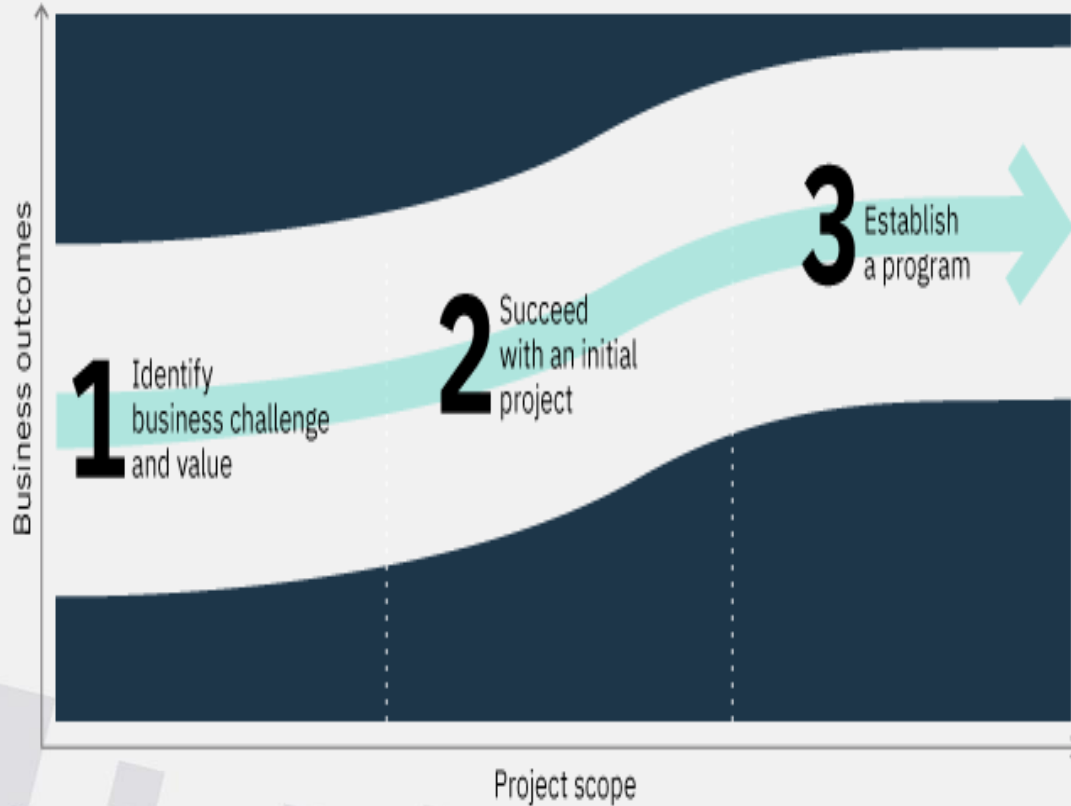 Business outcomes
1
Identify
business challenge
and value
2
Succeed
with an initial
project
3
Establish
a program
Project scope